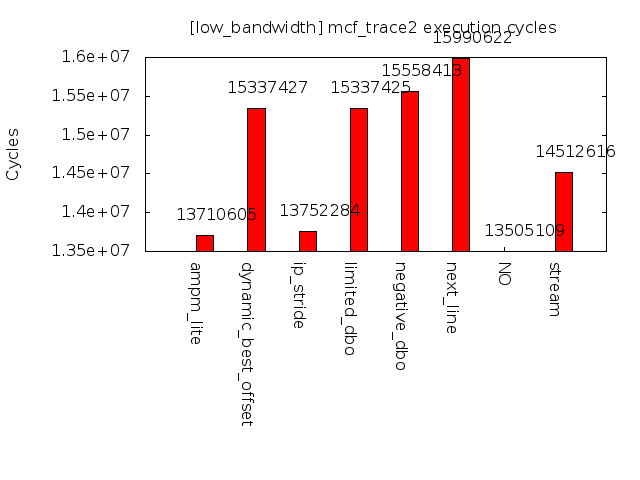 [low_bandwidth] mcf_trace2 execution cycles
Cycles
1.6e+07
1.55e+07
1.5e+07
1.45e+07
1.4e+07
1.35e+07
13710605
15337427
13752284
15337425
15558413
15990622
13505109
14512616
ampm_lite
dynamic_best_offset
ip_stride
limited_dbo
negative_dbo
next_line
NO
stream